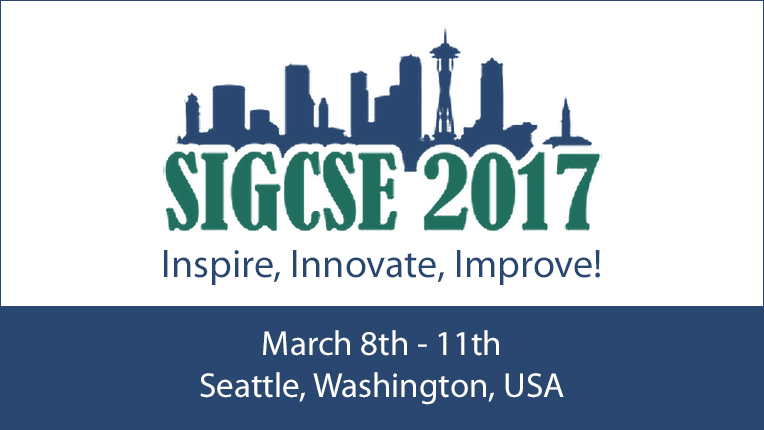 SIGCSE 2017
Inspire, Innovate, Improve!
March 8th - 11th
Seattle, Washington, USA